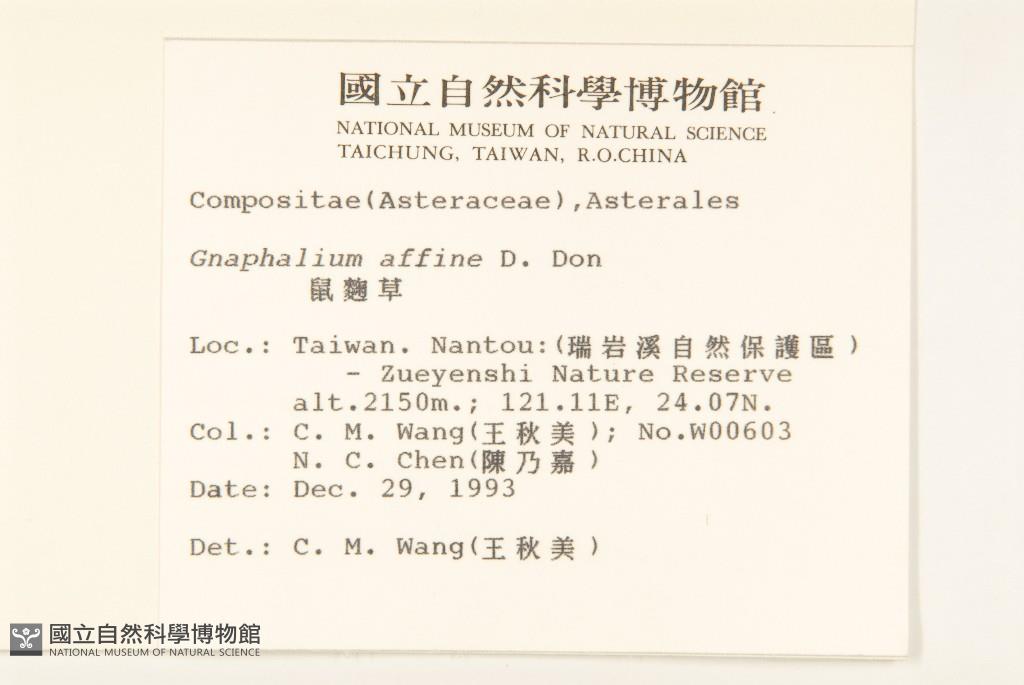 國立自然科學博物館
NATIONAL MUSEUM OF NATURAL SCIENCE
TAICHUNG, TAIWAN, R.O.CHINA
Compositae(Asteraceae),Asterales
Gnaphalium affine D. Don
鼠麴草
Loc.: Taiwan. Nantou:(瑞岩溪自然保護區)
- Zueyenshi Nature Reserve
alt.2150m.; 121.11E, 24.07N.
Col.: C. M. Wang(王秋美); No.W00603
N. C. Chen(陳乃嘉)
Date: Dec. 29, 1993
Det.: C. M. Wang(王秋美)
國立自然科學博物館
NATIONAL MUSEUM OF NATURAL SCIENCE